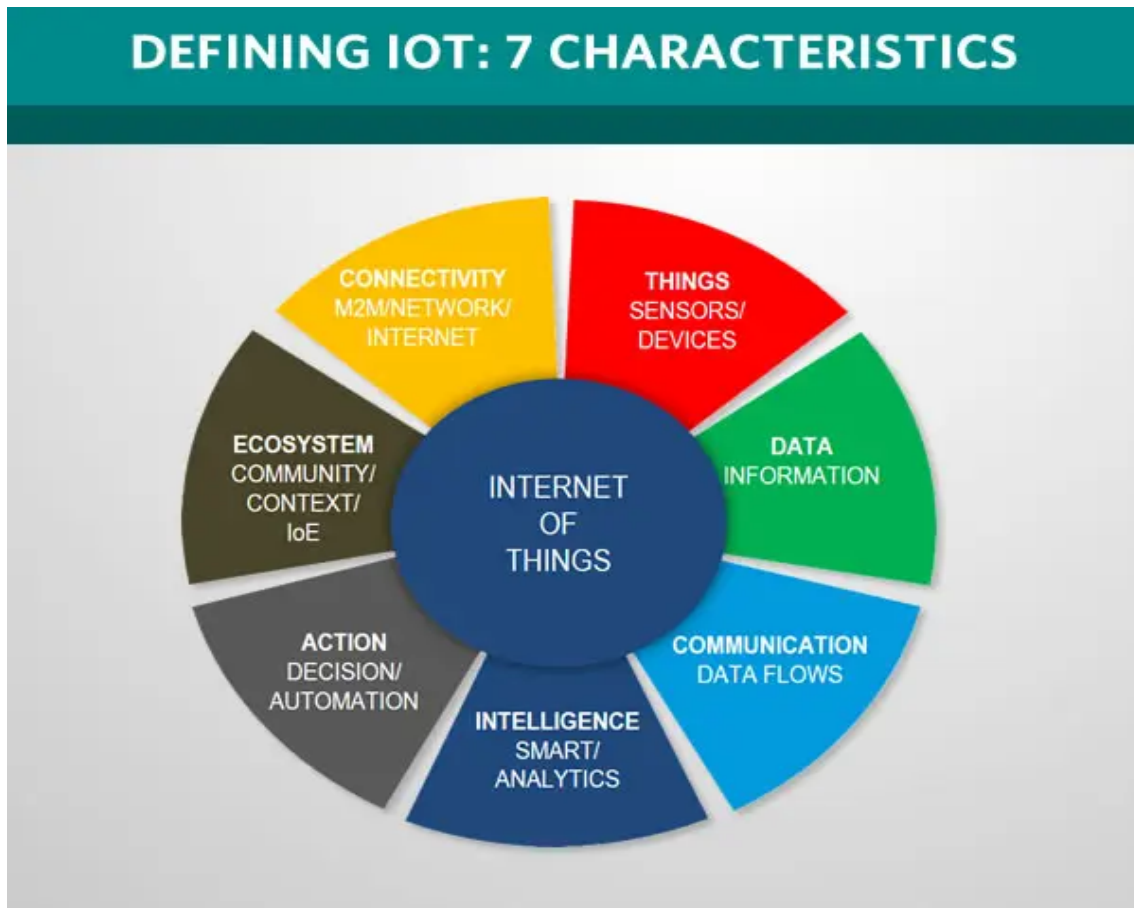 DEFINING IOT: 7 CHARACTERISTICS
CONNECTIVITY
M2M/NETWORK/
INTERNET
THINGS
SENSORS/
DEVICES
DATA
INFORMATION
COMMUNICATION
DATA FLOWS
INTELLIGENCE
SMART/
ANALYTICS
ACTION
DECISION/
AUTOMATION
ECOSYSTEM
COMMUNITY/
CONTEXT/
IoE
INTERNET
OF
THINGS